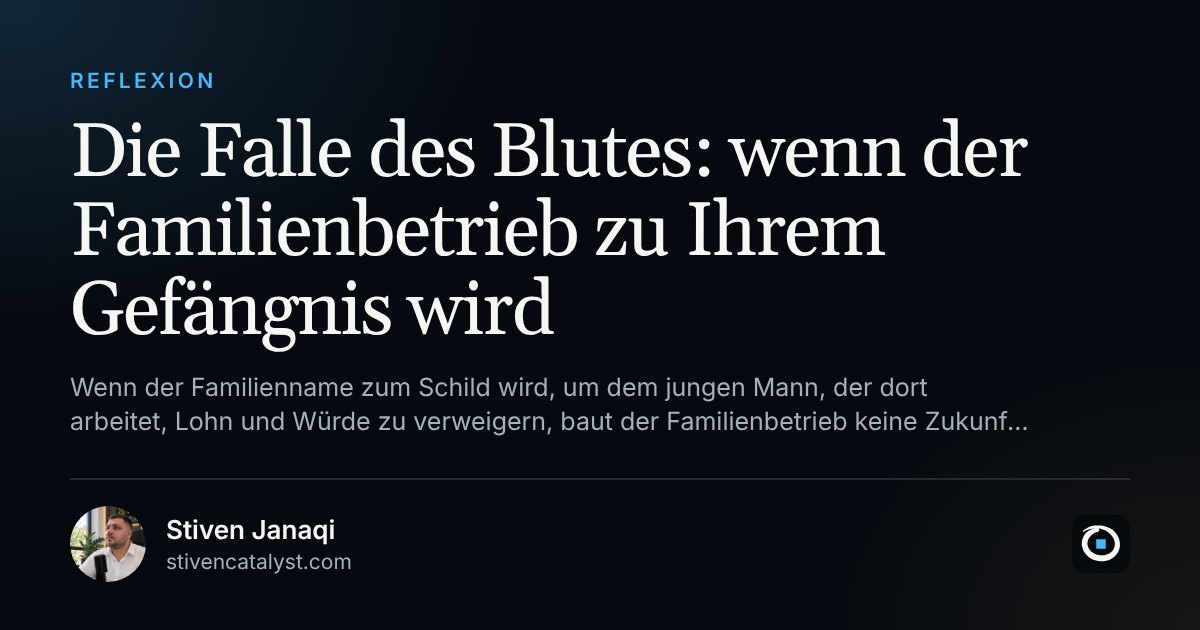 REFLEXION
Die Falle des Blutes: wenn der
Familienbetrieb zu Ihrem
Gefängnis wird
Wenn der Familienname zum Schild wird, um dem jungen Mann, der dort
arbeitet, Lohn und Würde zu verweigern, baut der Familienbetrieb keine Zukunf...
Stiven Janaqi
stivencatalyst.com